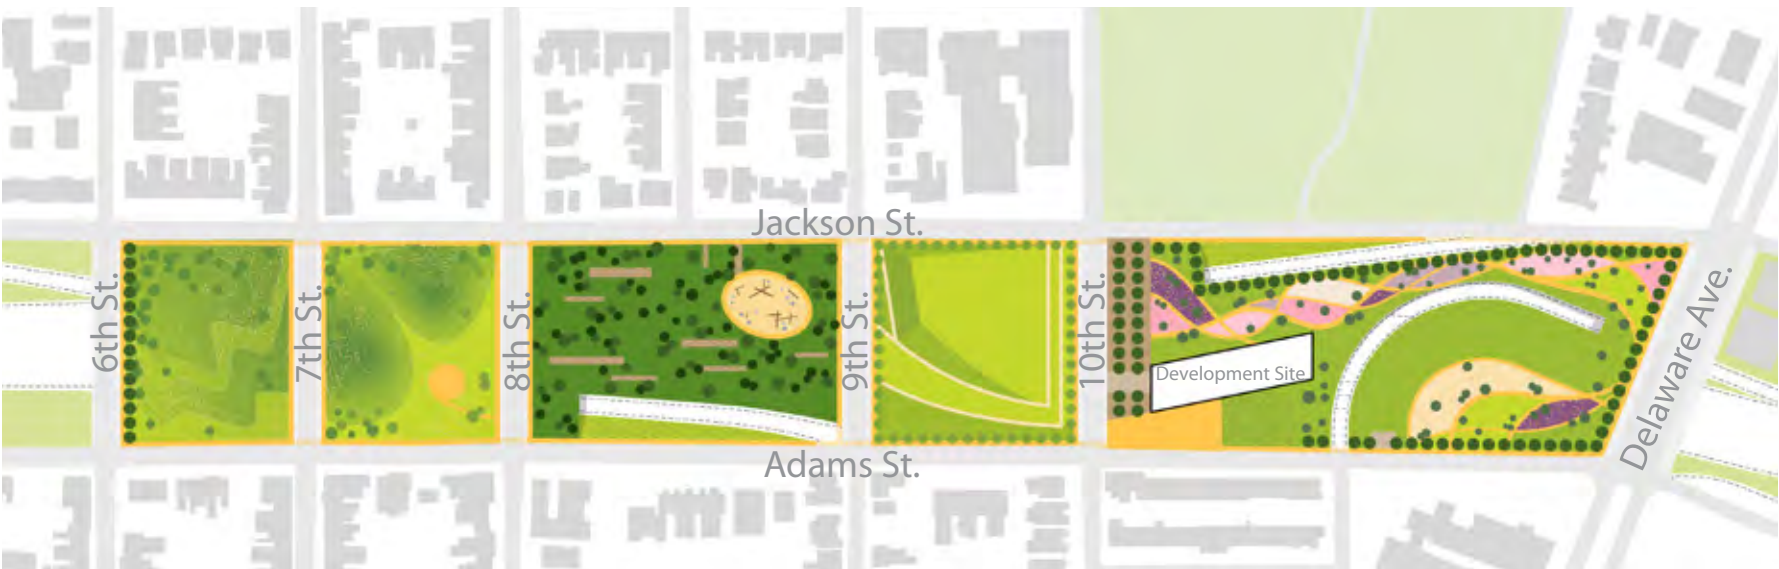 Jackson St.
6th St.
7th St.
8th St.
9th St.
10th St.
Development Site
Delaware Ave.
Adams St.